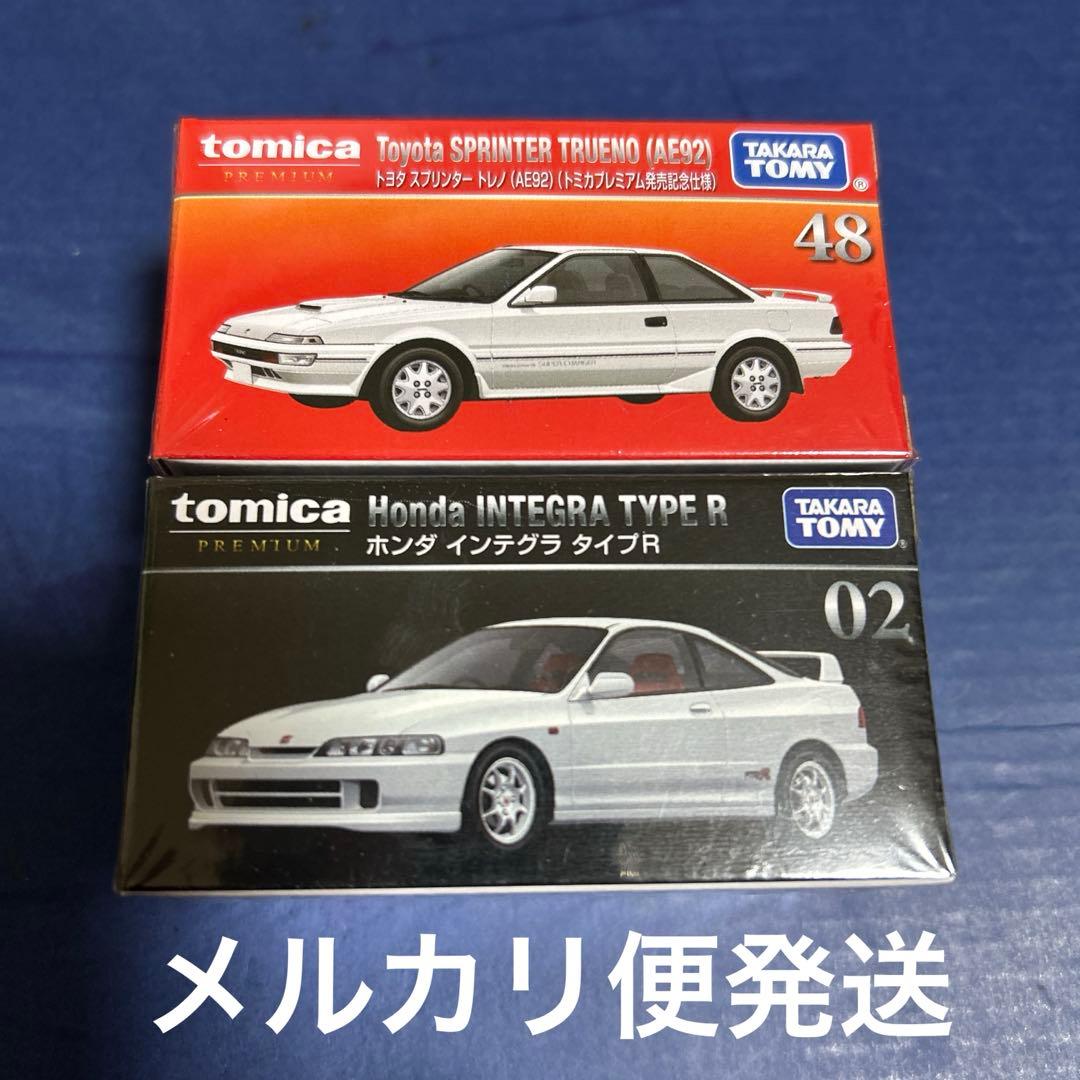 tomica
PREMIUM
Toyota SPRINTER TRUENO (AE92)
トヨタ スプリンター トレノ (AE92) (トミカプレミアム発売記念仕様)
TAKARA
TOMY
®
48
SUPER CHARGER
tomica
PREMIUM
Honda INTEGRA TYPE R
ホンダ インテグラ タイプR
TAKARA
TOMY
®
02
メルカリ便発送